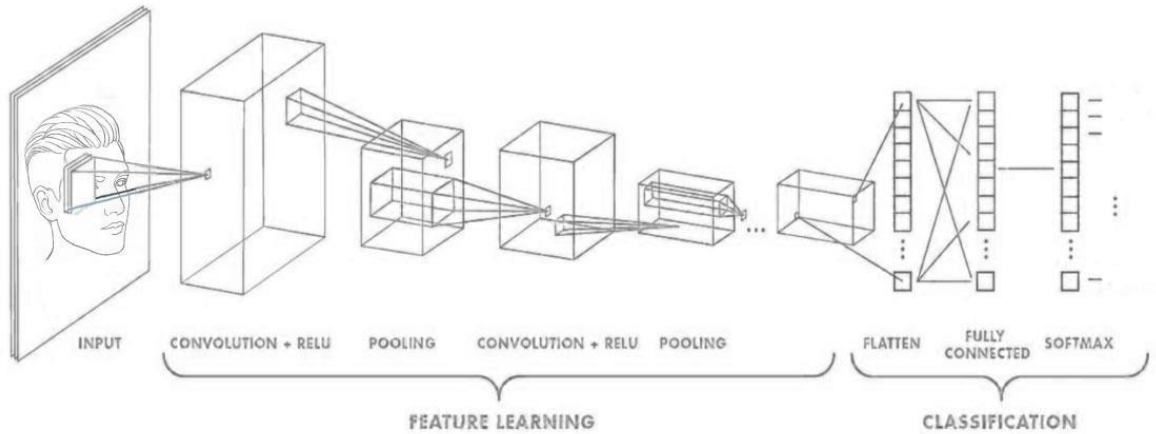 INPUT
CONVOLUTION + RELU
POOLING
CONVOLUTION + RELU
POOLING
FLATTEN
FULLY
CONNECTED
SOFTMAX
FEATURE LEARNING
CLASSIFICATION